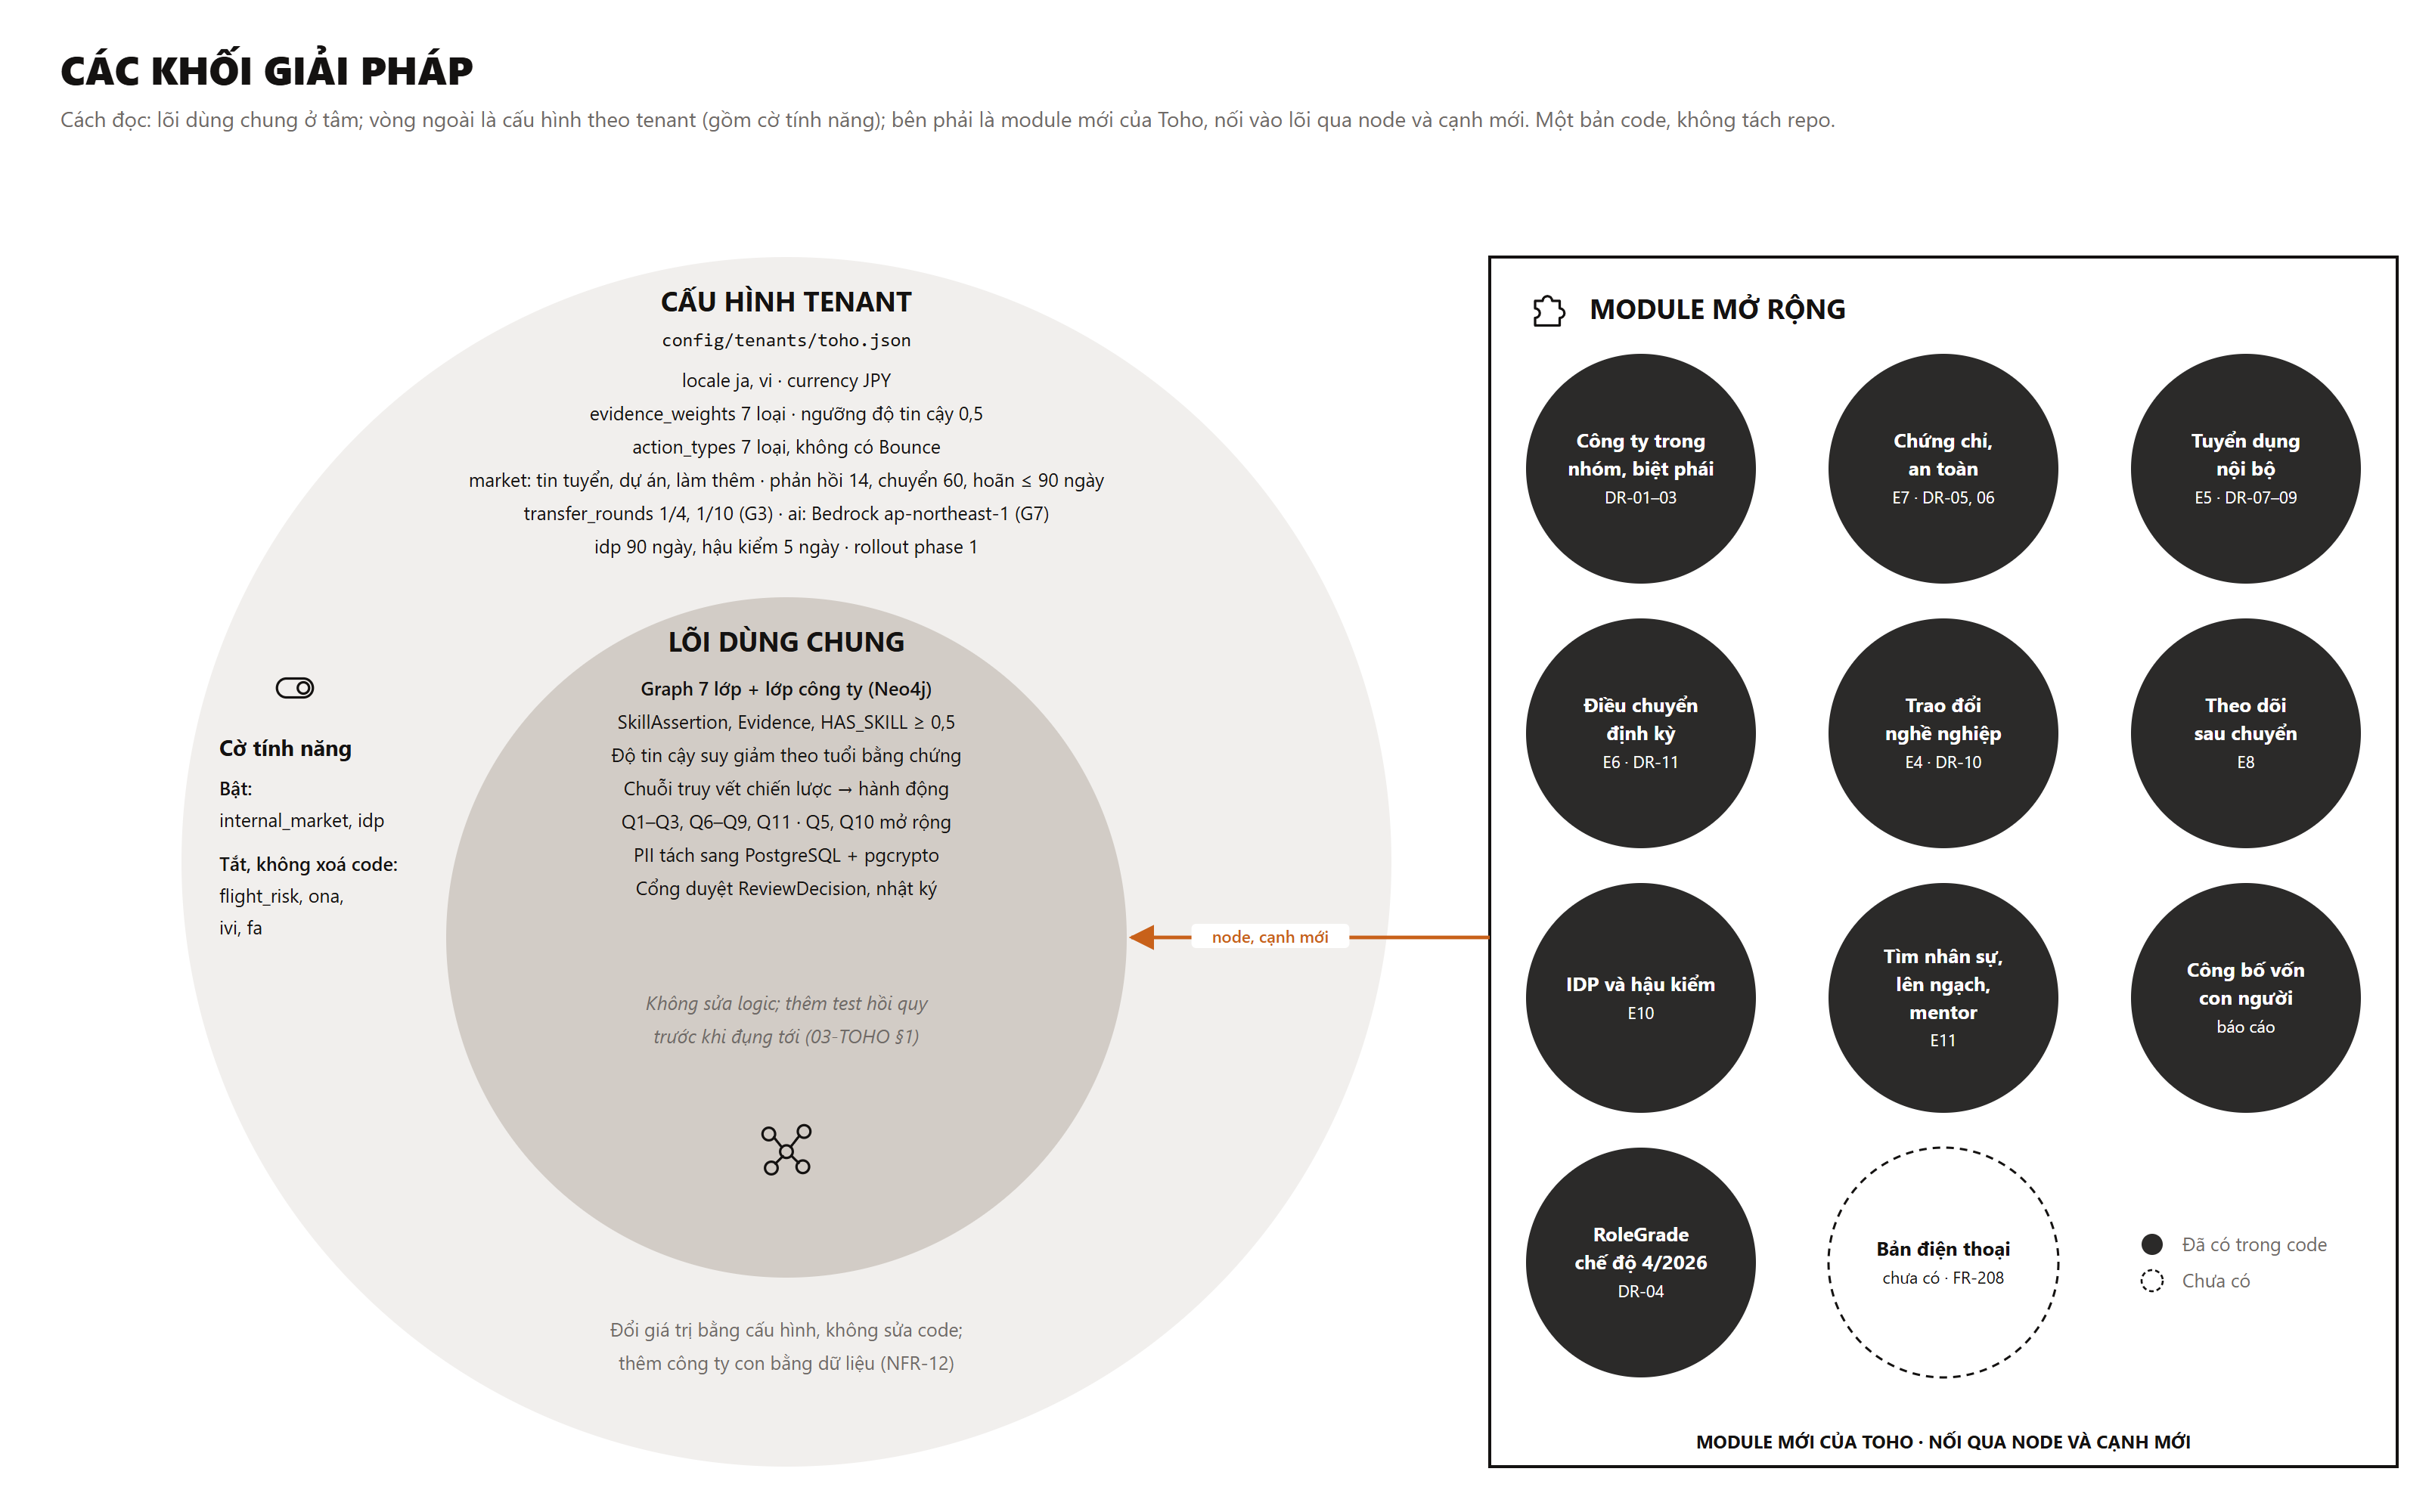 CÁC KHỐI GIẢI PHÁP
Cách đọc: lõi dùng chung ở tâm; vòng ngoài là cấu hình theo tenant (gồm cờ tính năng); bên phải là module mới của Toho, nối vào lõi qua node và cạnh mới. Một bản code, không tách repo.
CẤU HÌNH TENANT
config/tenants/toho.json
locale ja, vi · currency JPY
evidence_weights 7 loại · ngưỡng độ tin cậy 0,5
action_types 7 loại, không có Bounce
market: tin tuyển, dự án, làm thêm · phản hồi 14, chuyển 60, hoãn ≤ 90 ngày
transfer_rounds 1/4, 1/10 (G3) · ai: Bedrock ap-northeast-1 (G7)
idp 90 ngày, hậu kiểm 5 ngày · rollout phase 1
Cờ tính năng
Bật:
internal_market, idp
Tắt, không xoá code:
flight_risk, ona,
ivi, fa
LÕI DÙNG CHUNG
Graph 7 lớp + lớp công ty (Neo4j)
SkillAssertion, Evidence, HAS_SKILL ≥ 0,5
Độ tin cậy suy giảm theo tuổi bằng chứng
Chuỗi truy vết chiến lược → hành động
Q1–Q3, Q6–Q9, Q11 · Q5, Q10 mở rộng
PII tách sang PostgreSQL + pgcrypto
Cổng duyệt ReviewDecision, nhật ký
Không sửa logic; thêm test hồi quy
trước khi đụng tới (03-TOHO §1)
Đổi giá trị bằng cấu hình, không sửa code;
thêm công ty con bằng dữ liệu (NFR-12)
node, cạnh mới
MODULE MỞ RỘNG
Công ty trong
nhóm, biệt phái
DR-01–03
Chứng chỉ,
an toàn
E7 · DR-05, 06
Tuyển dụng
nội bộ
E5 · DR-07–09
Điều chuyển
định kỳ
E6 · DR-11
Trao đổi
nghề nghiệp
E4 · DR-10
Theo dõi
sau chuyển
E8
IDP và hậu kiểm
E10
Tìm nhân sự,
lên ngạch,
mentor
E11
Công bố vốn
con người
báo cáo
RoleGrade
chế độ 4/2026
DR-04
Bản điện thoại
chưa có · FR-208
Đã có trong code
Chưa có
MODULE MỚI CỦA TOHO · NỐI QUA NODE VÀ CẠNH MỚI